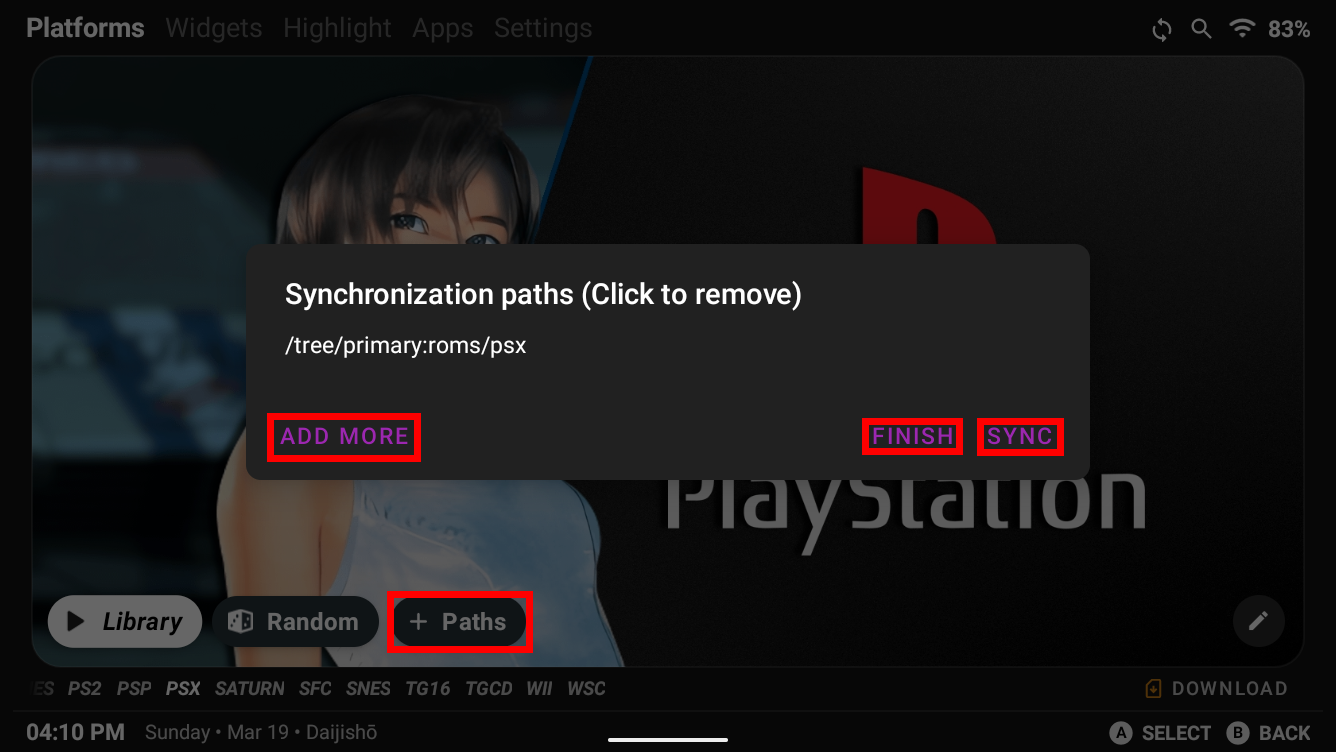 Platforms Widgets Highlight Apps Settings 83%
Synchronization paths (Click to remove)
/tree/primary:roms/psx
ADD MORE FINISH SYNC
PlayStation
Library Random + Paths
PS2 PSP PSX SATURN SFC SNES TG16 TGCD WII WSC DOWNLOAD
04:10 PM Sunday • Mar 19 • Daijishō A SELECT B BACK